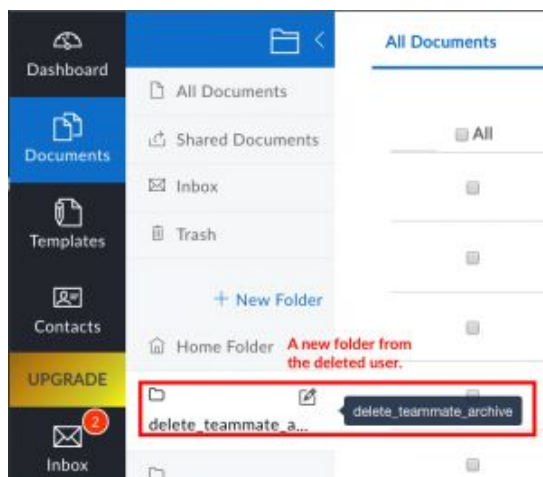 Dashboard
Documents
Templates
Contacts
UPGRADE
2
Inbox
All Documents
Shared Documents
Inbox
Trash
+ New Folder
Home Folder
A new folder from
the deleted user.
delete_teammate_a...
delete_teammate_archive
All Documents
All